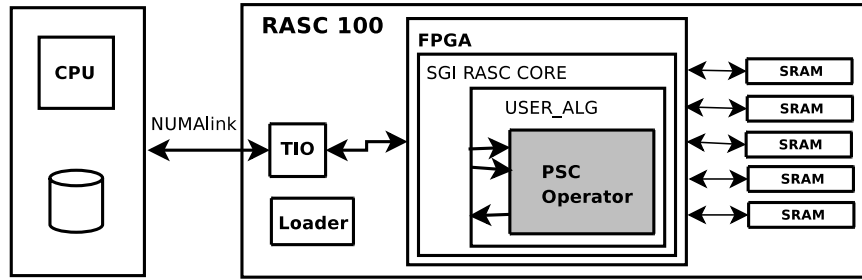 CPU
NUMAlink
RASC 100
TIO
Loader
FPGA
SGI RASC CORE
USER_ALG
PSC
Operator
SRAM
SRAM
SRAM
SRAM
SRAM